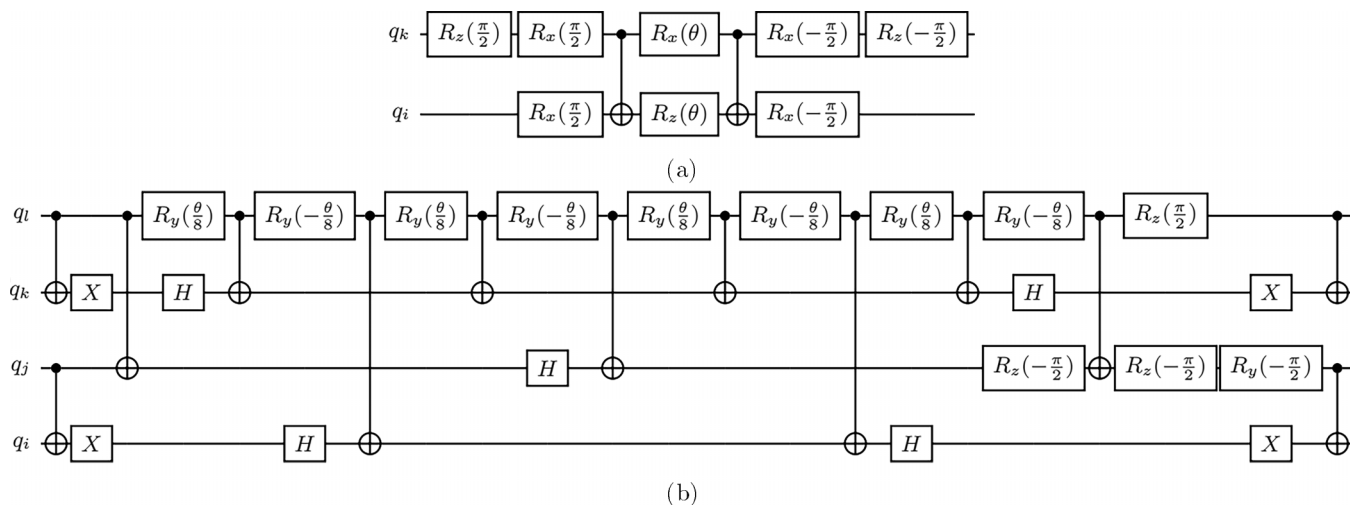 q_k R_z(π/2) R_x(π/2) R_x(θ) R_x(−π/2) R_z(−π/2)
q_i R_x(π/2) R_z(θ) R_x(−π/2)
(a)
q_l R_y(θ/8) R_y(−θ/8) R_y(θ/8) R_y(−θ/8) R_y(θ/8) R_y(−θ/8) R_y(θ/8) R_y(−θ/8) R_z(π/2)
q_k X H H X
q_j H R_z(−π/2) R_z(−π/2) R_y(−π/2)
q_i X H H X
(b)